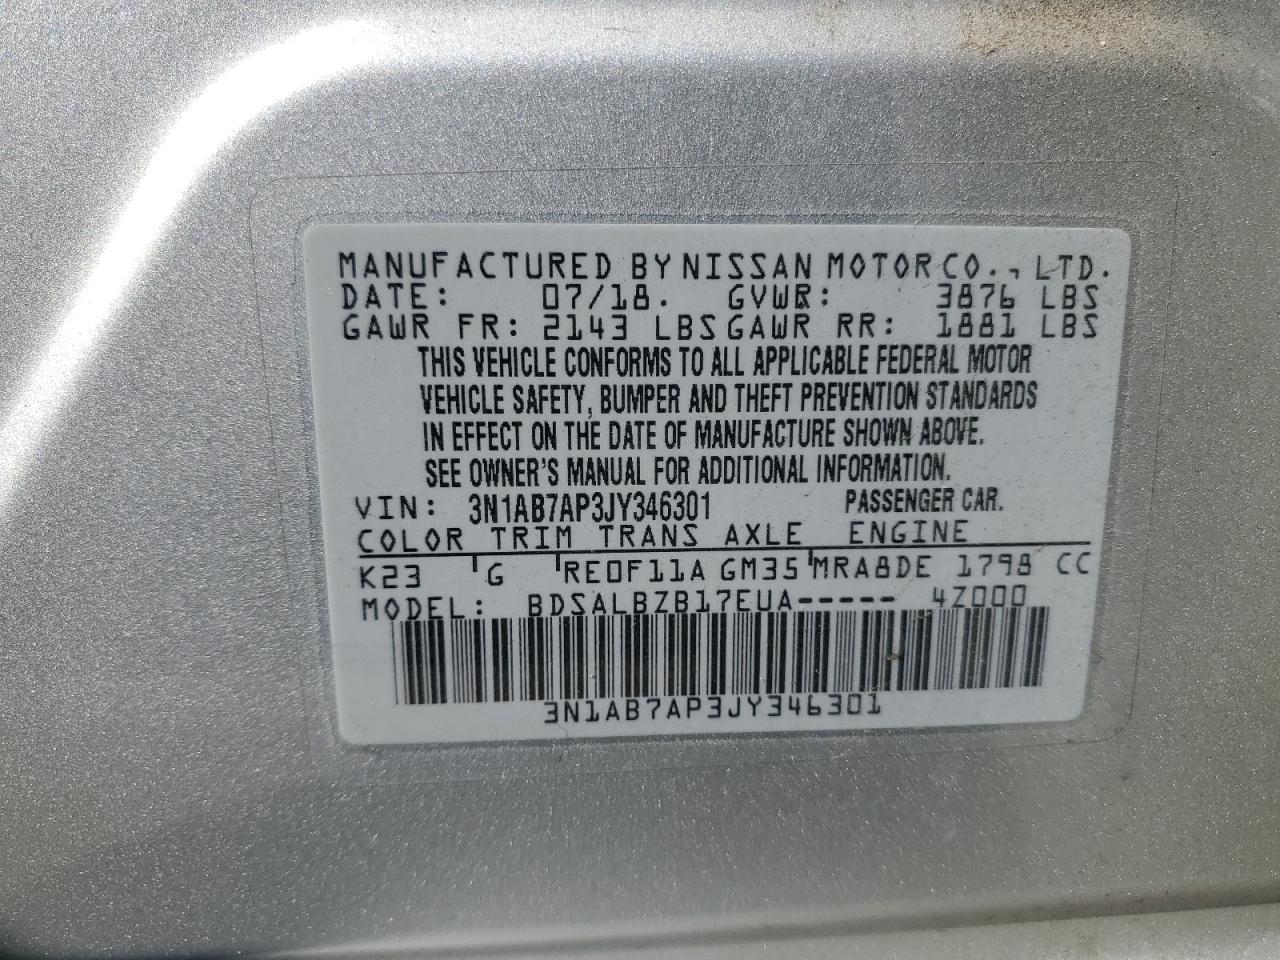 MANUFACTURED BY NISSAN MOTOR CO., LTD.
DATE: 07/18. GVWR: 3876 LBS
GAWR FR: 2143 LBS GAWR RR: 1881 LBS
THIS VEHICLE CONFORMS TO ALL APPLICABLE FEDERAL MOTOR
VEHICLE SAFETY, BUMPER AND THEFT PREVENTION STANDARDS
IN EFFECT ON THE DATE OF MANUFACTURE SHOWN ABOVE.
SEE OWNER'S MANUAL FOR ADDITIONAL INFORMATION.
VIN: 3N1AB7AP3JY346301 PASSENGER CAR.
COLOR TRIM TRANS AXLE ENGINE
K23 G RE0F11A GM35 MRA8DE 1798 CC
MODEL: BDSALBZB17EUA----- 4Z000
3N1AB7AP3JY346301